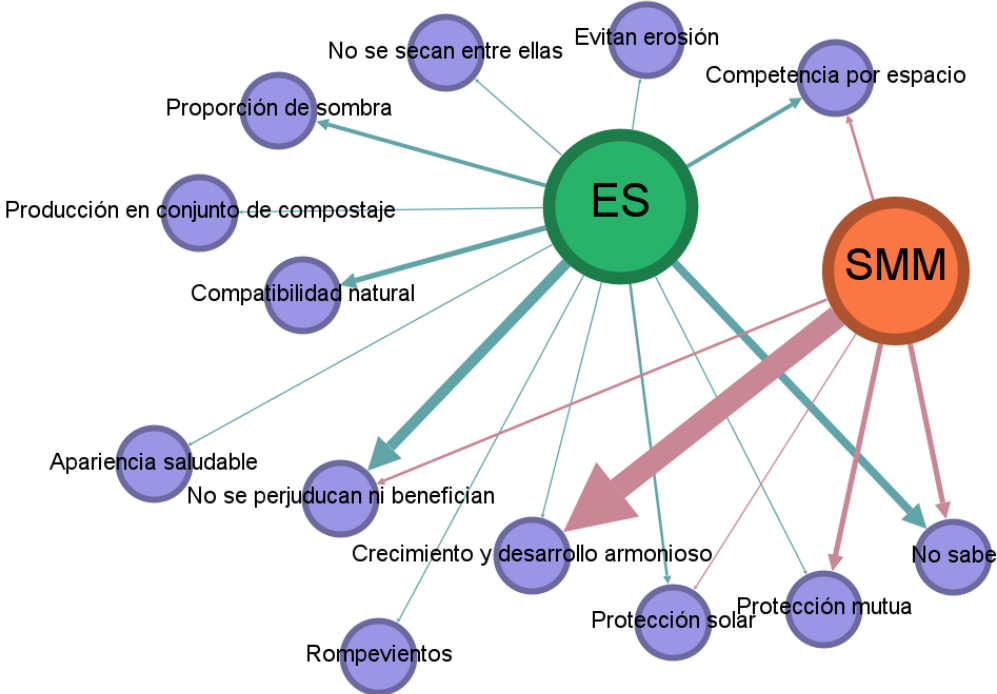 Evitan erosión
No se secan entre ellas
Competencia por espacio
Proporción de sombra
ES
Producción en conjunto de compostaje
SMM
Compatibilidad natural
Apariencia saludable
No se perjuducan ni benefician
Crecimiento y desarrollo armonioso
No sabe
Protección mutua
Protección solar
Rompevientos